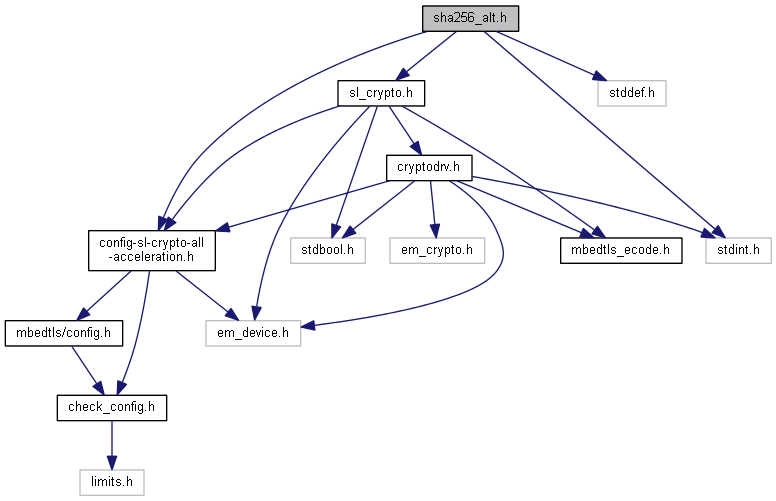 sha256_alt.h
sl_crypto.h
stddef.h
cryptodrv.h
config-sl-crypto-all
-acceleration.h
stdbool.h
em_crypto.h
mbedtls_ecode.h
stdint.h
mbedtls/config.h
em_device.h
check_config.h
limits.h